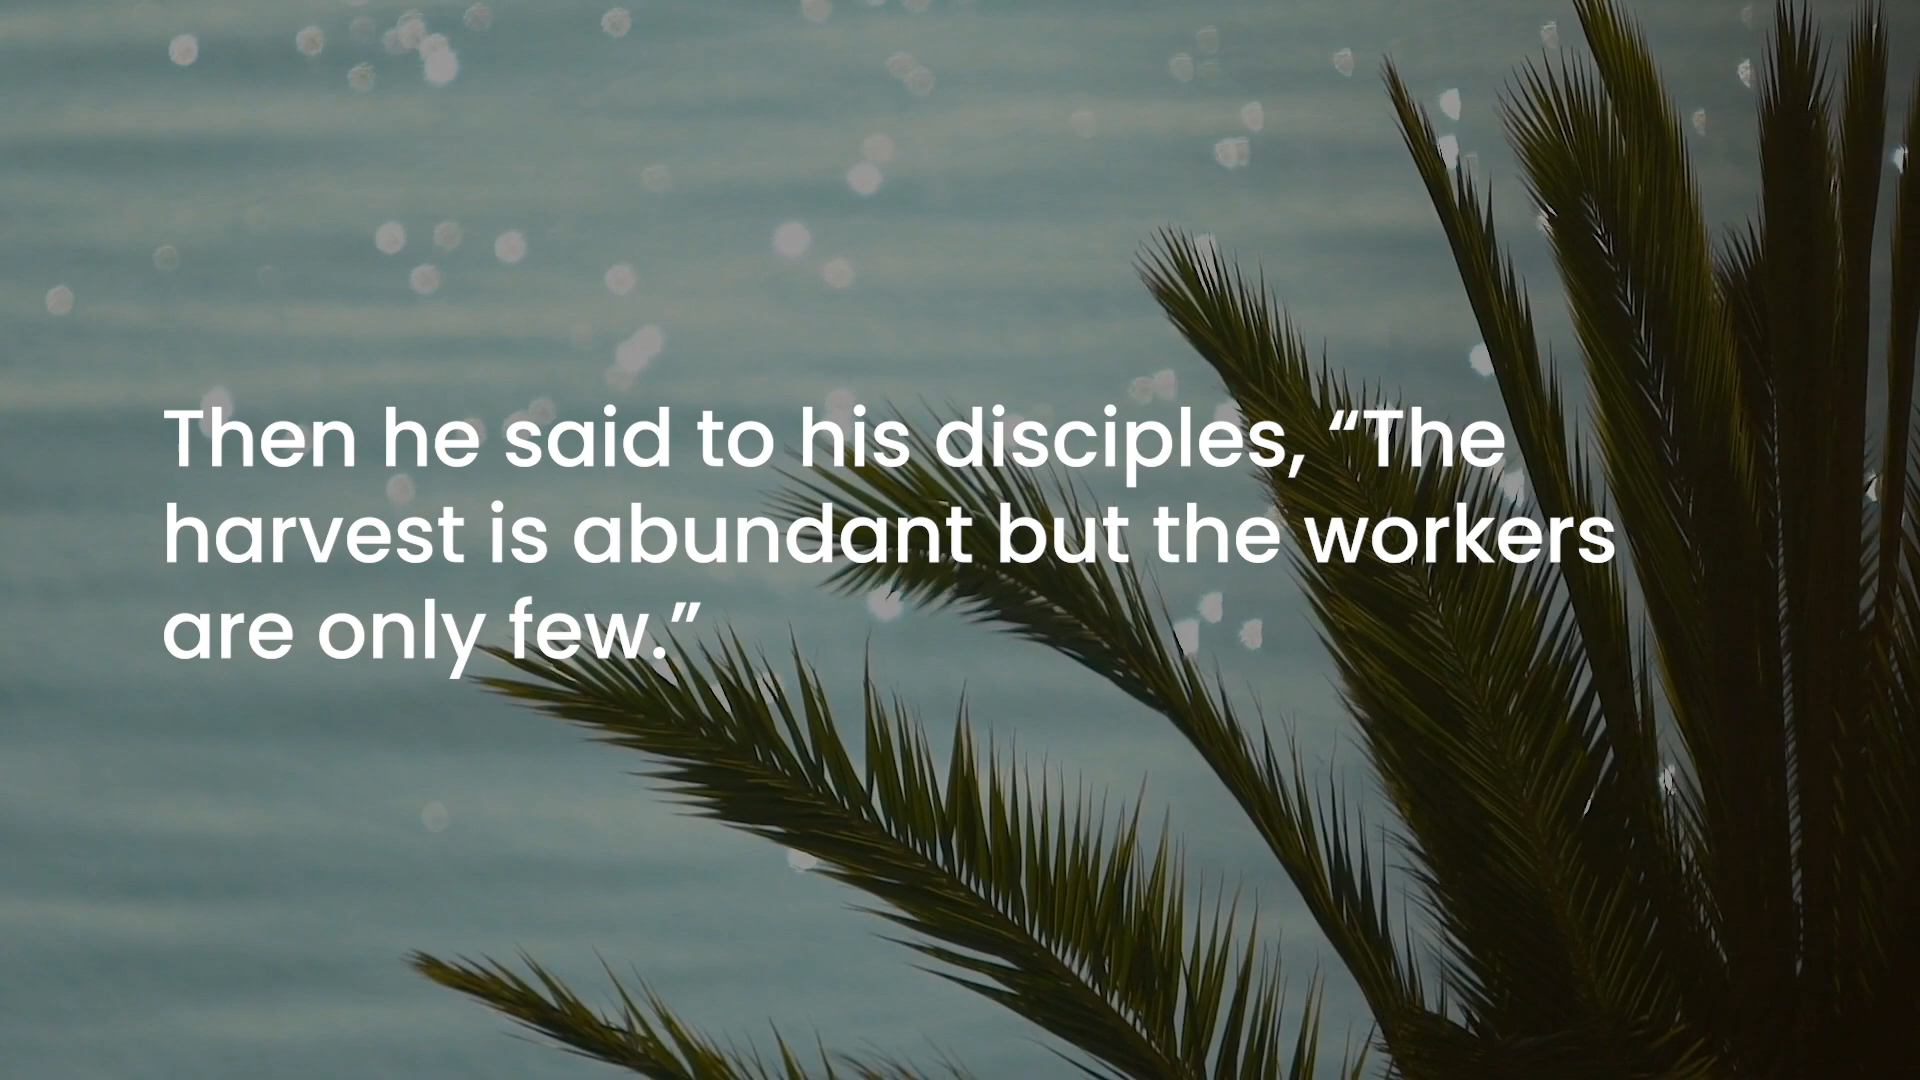 Then he said to his disciples, “The
harvest is abundant but the workers
are only few.”